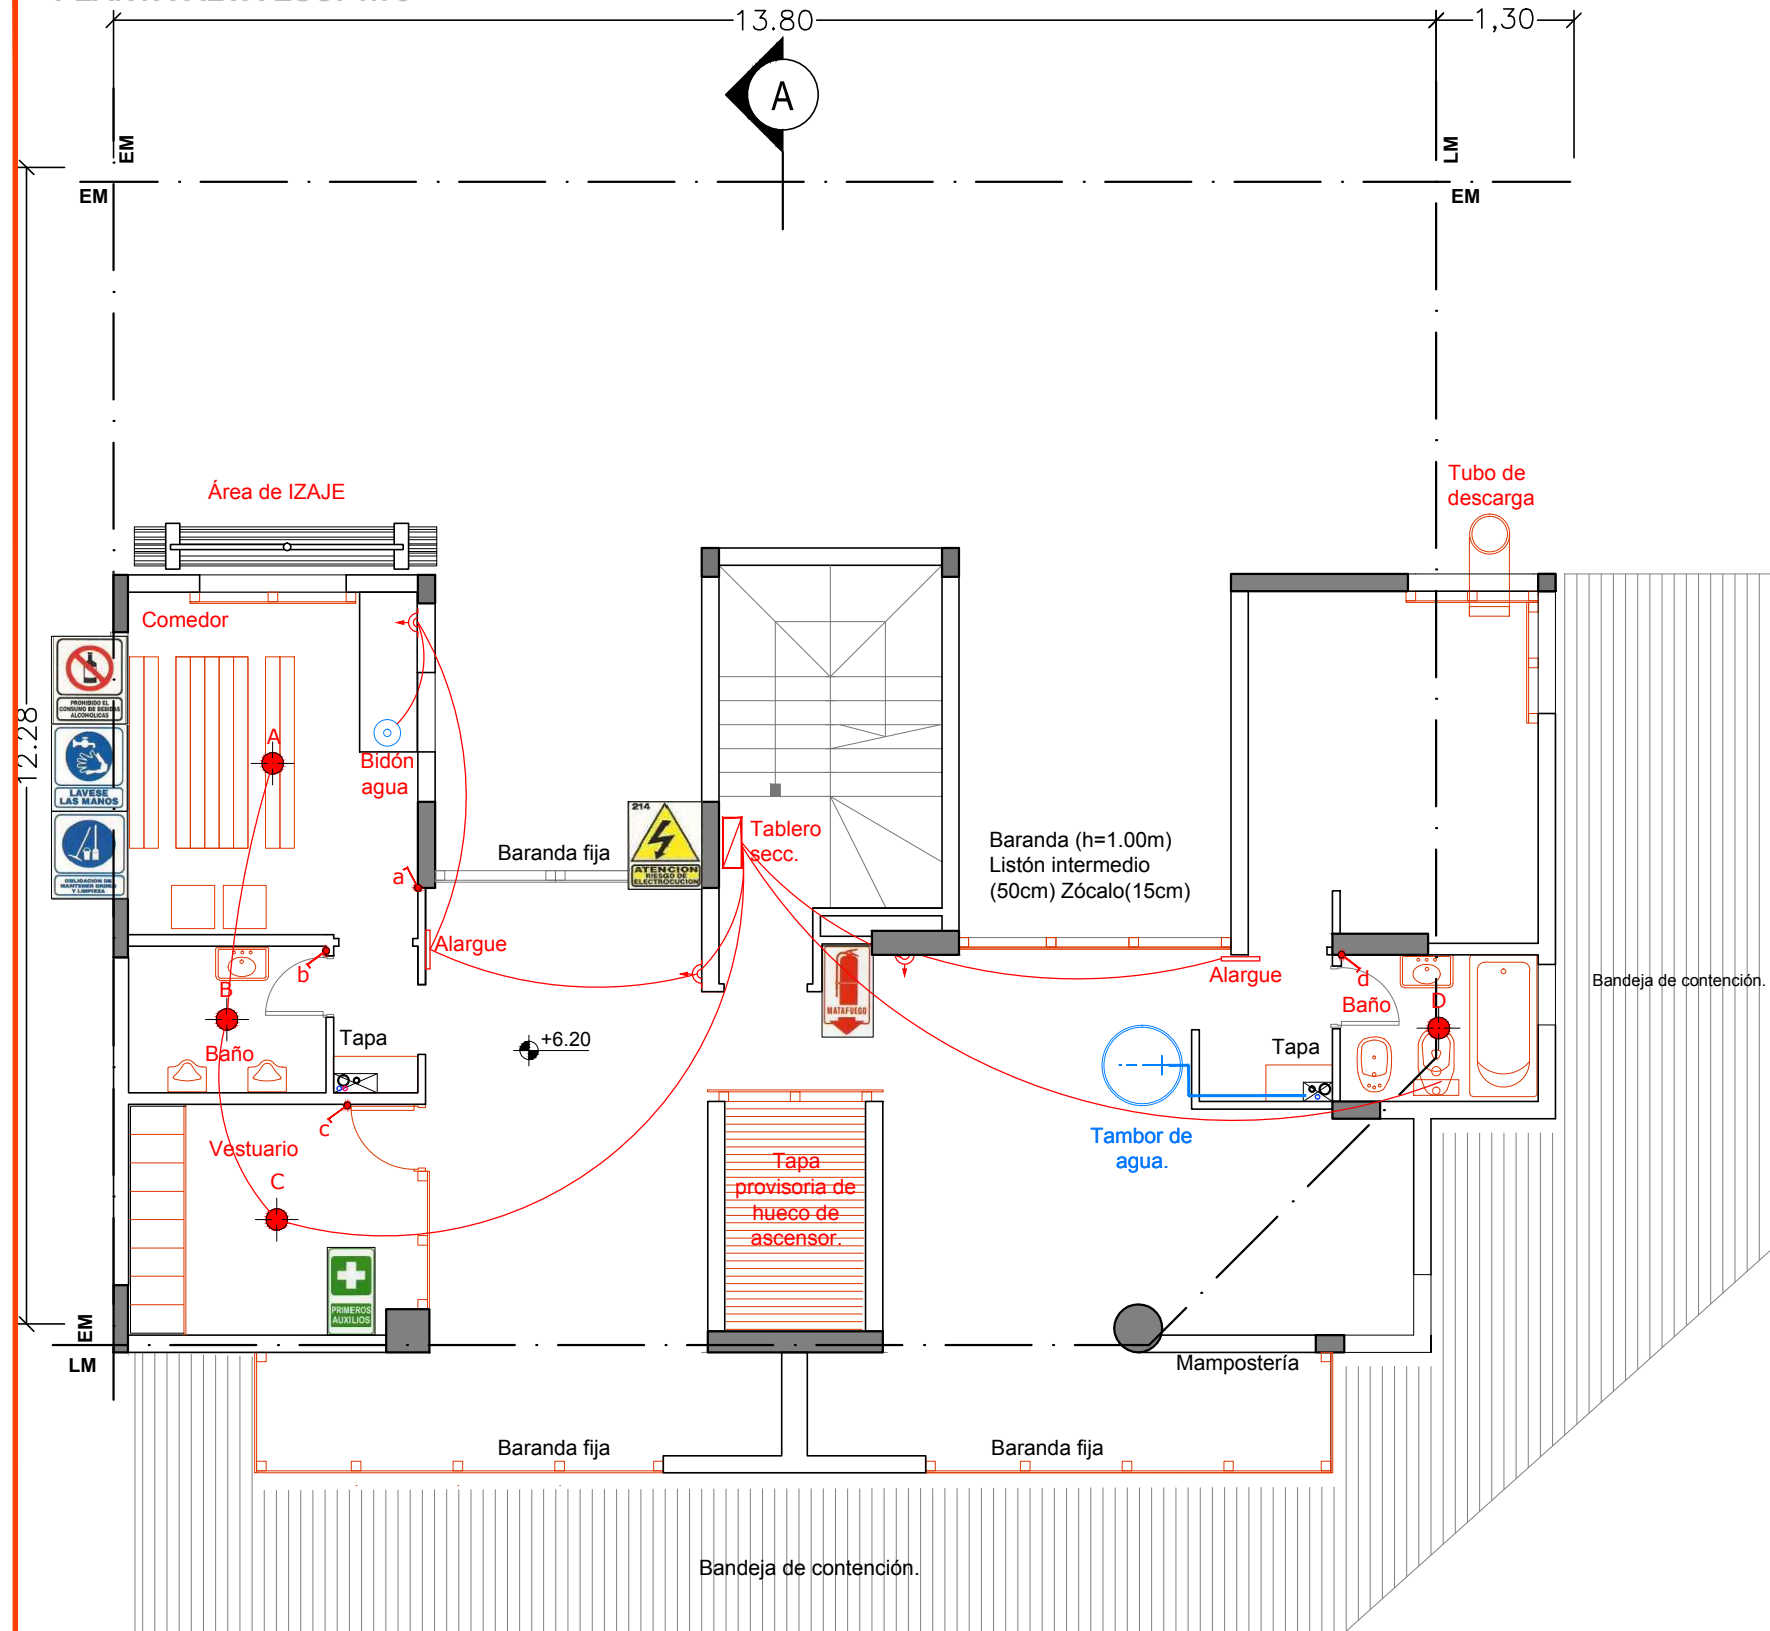 13.80
1,30
A
EM
LM
EM
EM
Área de IZAJE
Tubo de
descarga
Comedor
PROHIBIDO EL
CONSUMO DE BEBIDAS
ALCOHOLICAS
12.28
A
LAVESE
LAS MANOS
Bidón
agua
214
ATENCION
RIESGO DE
ELECTROCUCION
Tablero
secc.
Baranda (h=1.00m)
Listón intermedio
(50cm) Zócalo(15cm)
Baranda fija
OBLIGACION DE
MANTENER ORDEN
Y LIMPIEZA
a
Alargue
b
B
Alargue
d
Baño
D
Bandeja de contención.
MATAFUEGO
Tapa
+6.20
Baño
Tapa
c
Vestuario
C
Tambor de
agua.
Tapa
provisoria de
hueco de
ascensor.
PRIMEROS
AUXILIOS
EM
LM
Mampostería
Baranda fija
Baranda fija
Bandeja de contención.